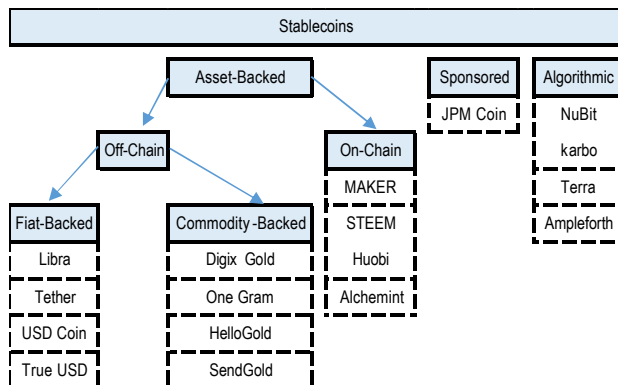 Stablecoins
Asset-Backed
Sponsored
Algorithmic
JPM Coin
NuBit
Off-Chain
On-Chain
karbo
MAKER
Terra
Fiat-Backed
Commodity-Backed
STEEM
Ampleforth
Libra
Digix Gold
Huobi
Tether
One Gram
Alchemint
USD Coin
HelloGold
True USD
SendGold